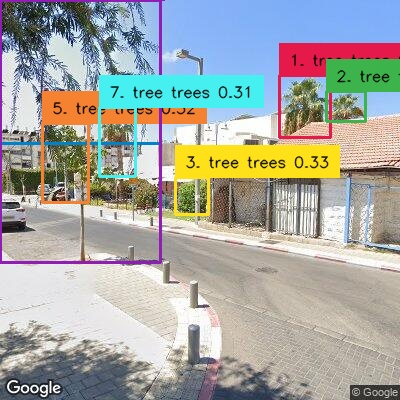 1. tree trees
2. tree
7. tree trees 0.31
5. tree trees 0.32
3. tree trees 0.33
Google
© 2022 Google